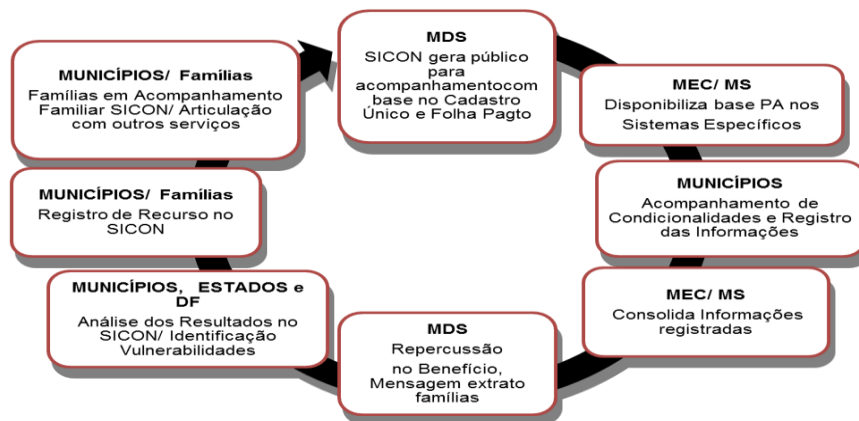 MDS
SICON gera público
para
acompanhamentocom
base no Cadastro
Único e Folha Pagto
MEC/ MS
Disponibiliza base PA nos
Sistemas Específicos
MUNICÍPIOS
Acompanhamento de
Condicionalidades e Registro
das Informações
MEC/ MS
Consolida Informações
registradas
MDS
Repercussão
no Benefício,
Mensagem extrato
famílias
MUNICÍPIOS, ESTADOS e
DF
Análise dos Resultados no
SICON/ Identificação
Vulnerabilidades
MUNICÍPIOS/ Famílias
Registro de Recurso no
SICON
MUNICÍPIOS/ Famílias
Famílias em Acompanhamento
Familiar SICON/ Articulação
com outros serviços